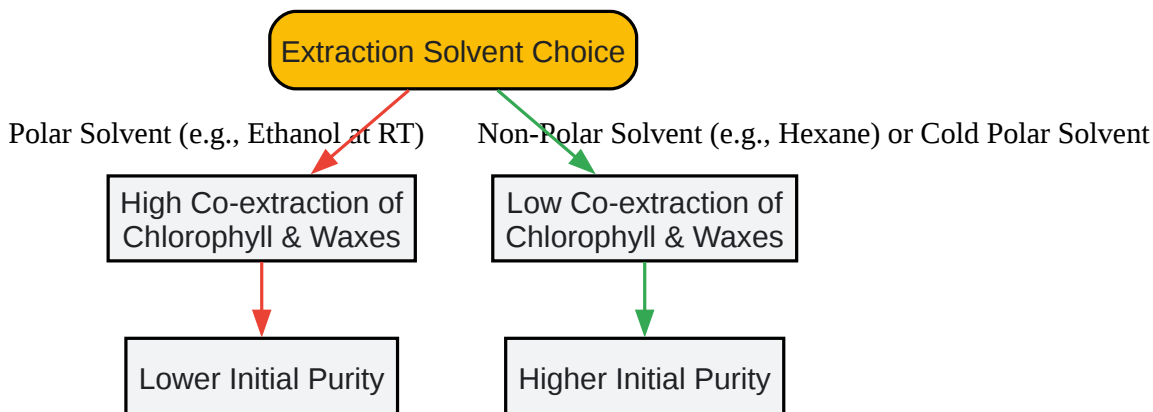 Extraction Solvent Choice
Polar Solvent (e.g., Ethanol at RT)
Non-Polar Solvent (e.g., Hexane) or Cold Polar Solvent
High Co-extraction of
Chlorophyll & Waxes
Low Co-extraction of
Chlorophyll & Waxes
Lower Initial Purity
Higher Initial Purity